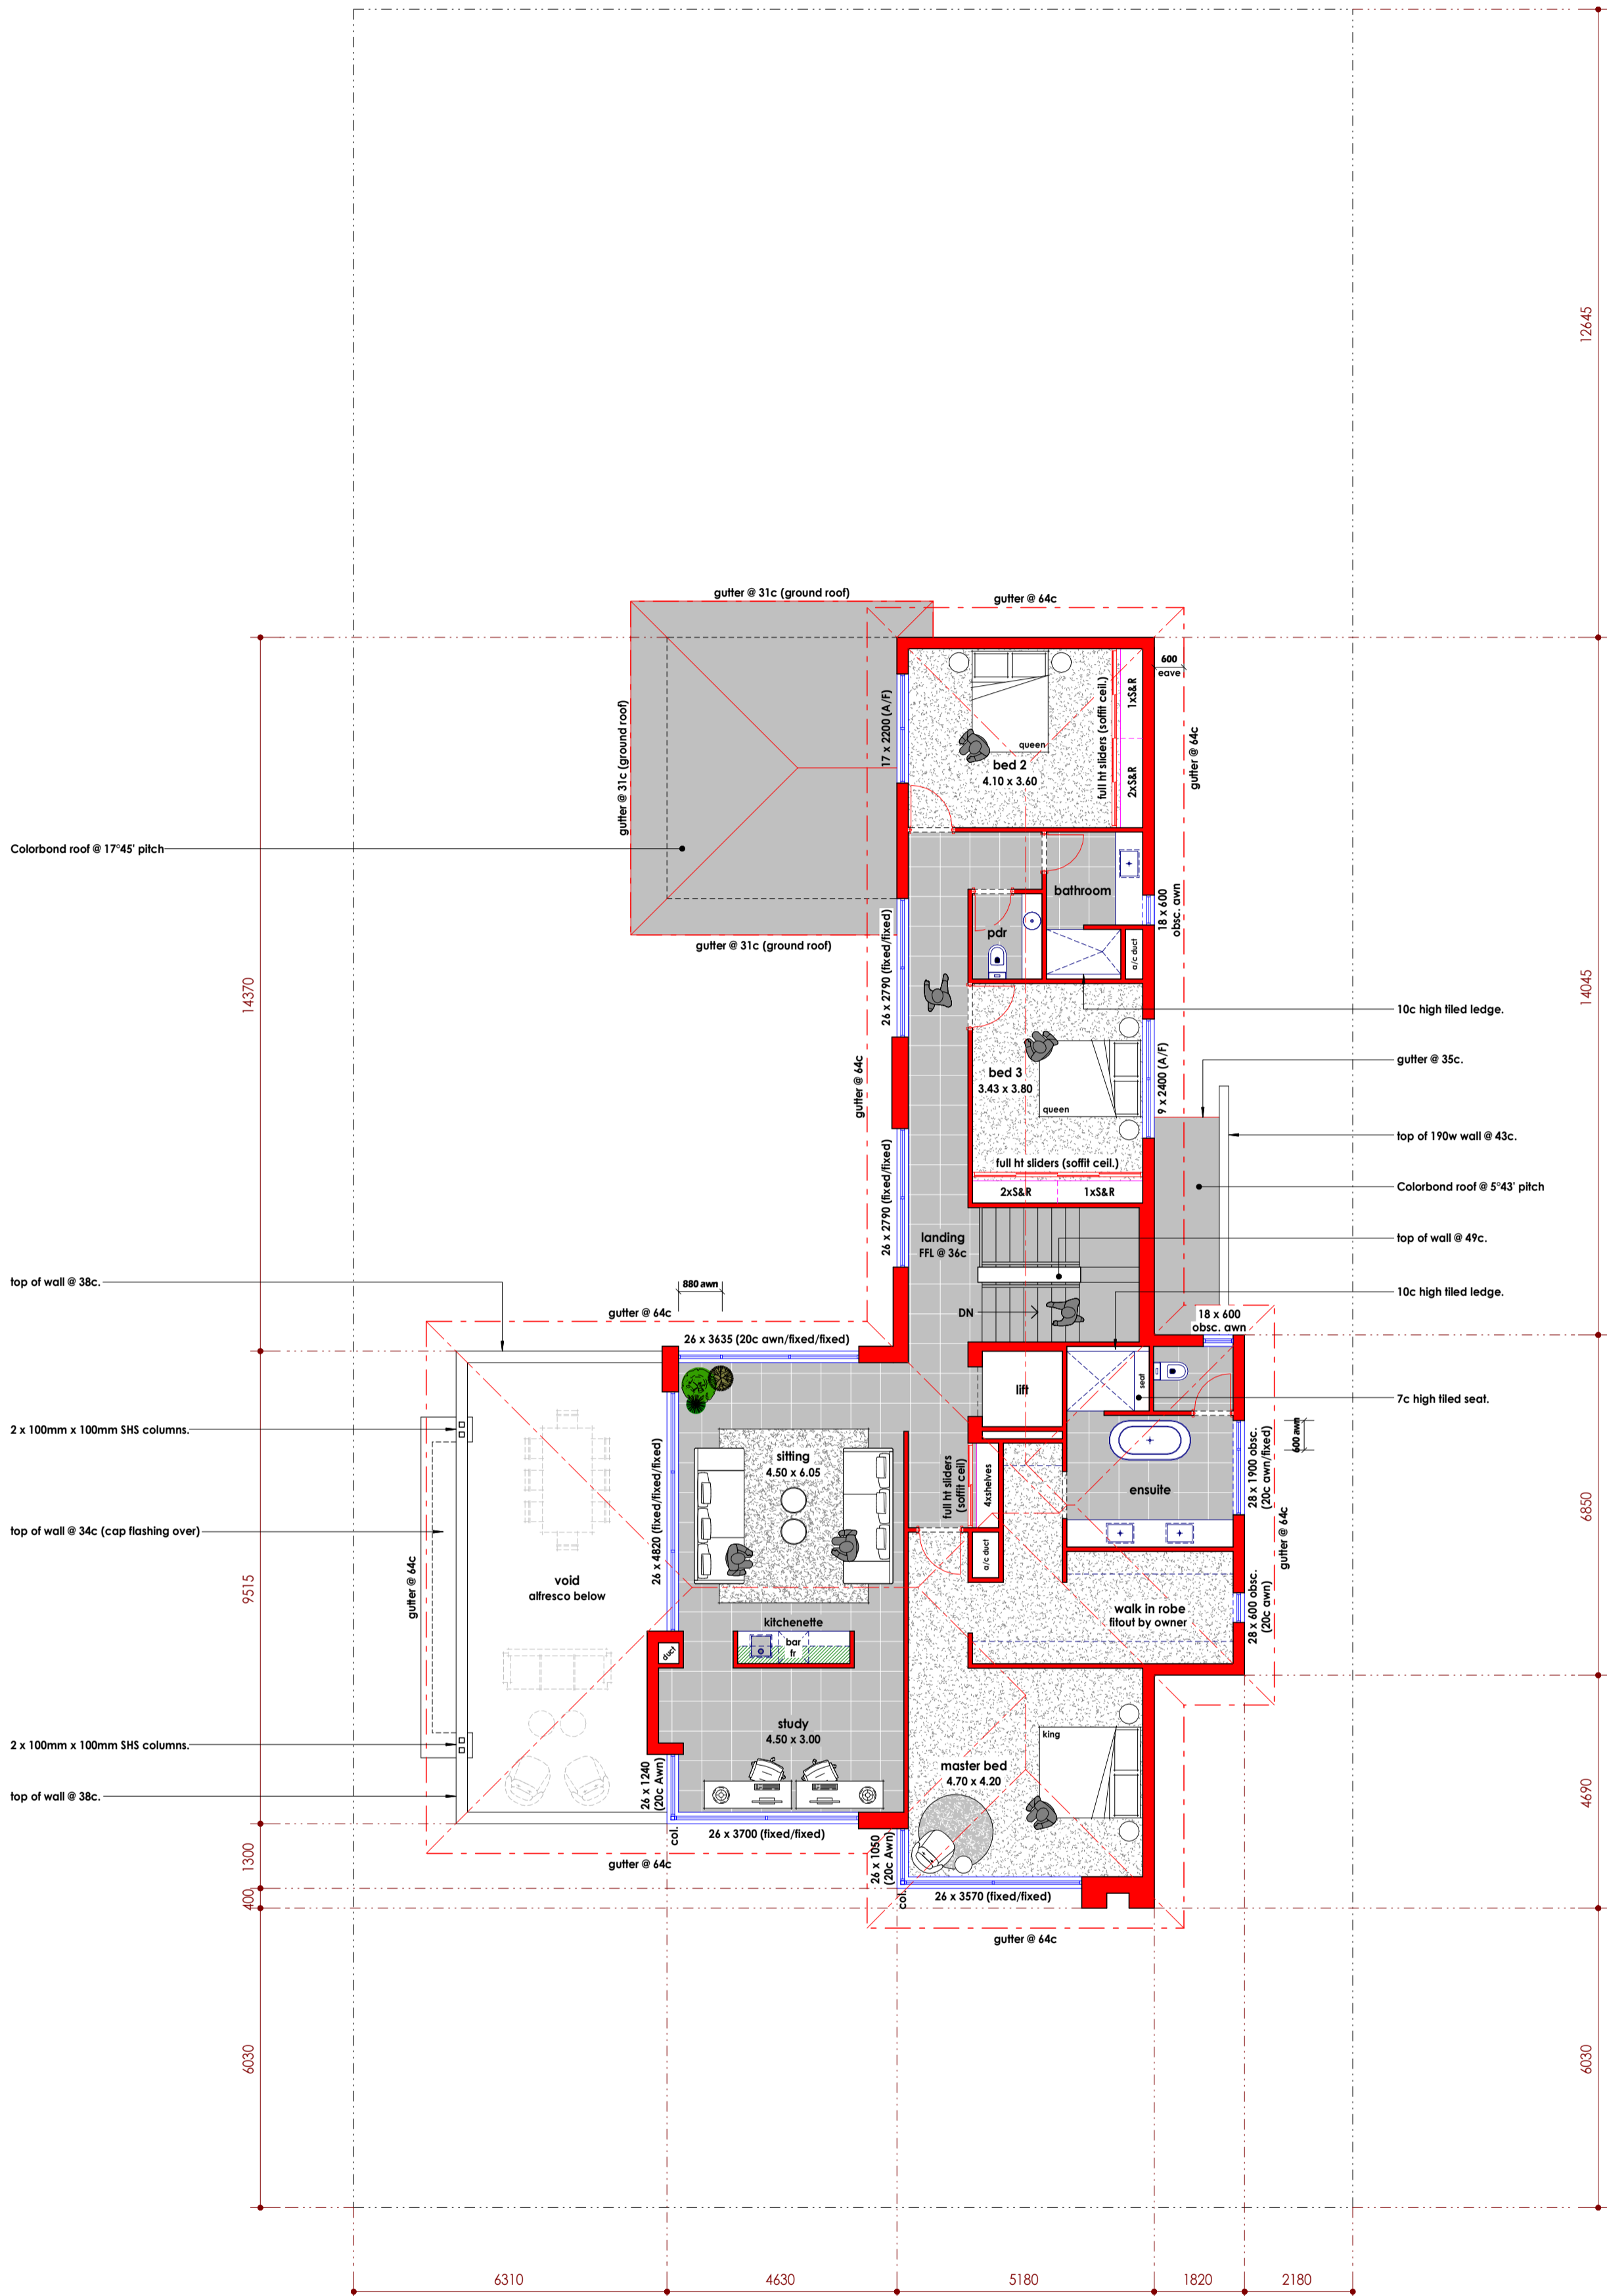 12645
gutter @ 31c (ground roof)
gutter @ 64c
600
eave
gutter @ 31c (ground roof)
17 x 2200 (A/F)
queen
bed 2
4.10 x 3.60
full ht sliders (soffit ceil.)
1xS&R
2xS&R
gutter @ 64c
Colorbond roof @ 17°45' pitch
bathroom
18 x 600
obsc. awn
pdr
a/c duct
gutter @ 31c (ground roof)
26 x 2790 (fixed/fixed)
14370
14045
10c high tiled ledge.
gutter @ 35c.
gutter @ 64c
bed 3
3.43 x 3.80
queen
9 x 2400 (A/F)
top of 190w wall @ 43c.
full ht sliders (soffit ceil.)
2xS&R
1xS&R
Colorbond roof @ 5°43' pitch
26 x 2790 (fixed/fixed)
landing
FFL @ 36c
top of wall @ 49c.
top of wall @ 38c.
880 awn
10c high tiled ledge.
gutter @ 64c
DN
18 x 600
obsc. awn
26 x 3635 (20c awn/fixed/fixed)
lift
seat
7c high tiled seat.
2 x 100mm x 100mm SHS columns.
600 awn
sitting
4.50 x 6.05
26 x 4820 (fixed/fixed/fixed)
full ht sliders
(soffit ceil)
4xshelves
ensuite
28 x 1900 obsc.
(20c awn/fixed)
gutter @ 64c
6850
top of wall @ 34c (cap flashing over)
a/c duct
9515
gutter @ 64c
void
alfresco below
walk in robe
fitout by owner
28 x 600 obsc.
(20c awn)
kitchenette
bar
fr
duct
study
4.50 x 3.00
king
2 x 100mm x 100mm SHS columns.
master bed
4.70 x 4.20
4690
top of wall @ 38c.
26 x 1240
(20c Awn)
col.
26 x 3700 (fixed/fixed)
26 x 1050
(20c Awn)
1300
gutter @ 64c
400
col.
26 x 3570 (fixed/fixed)
gutter @ 64c
6030
6030
6310
4630
5180
1820
2180